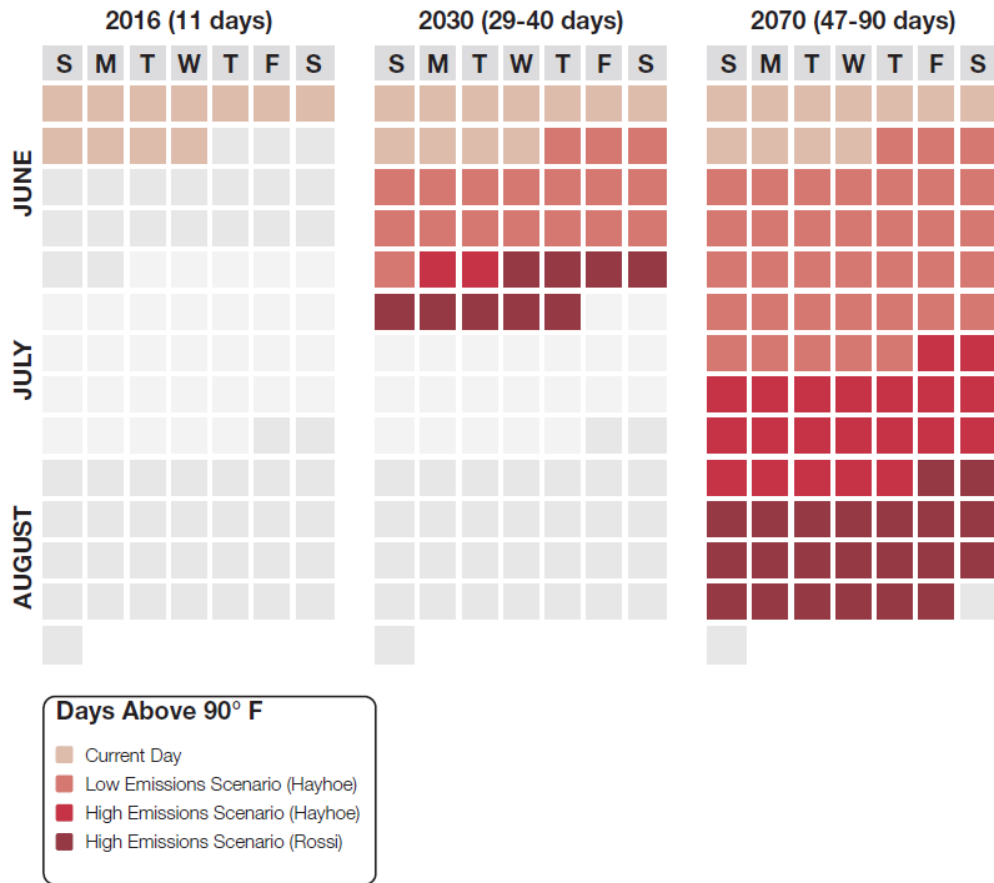 2016 (11 days)
2030 (29-40 days)
2070 (47-90 days)
S M T W T F S
S M T W T F S
S M T W T F S
JUNE
JULY
AUGUST
Days Above 90° F
Current Day
Low Emissions Scenario (Hayhoe)
High Emissions Scenario (Hayhoe)
High Emissions Scenario (Rossi)